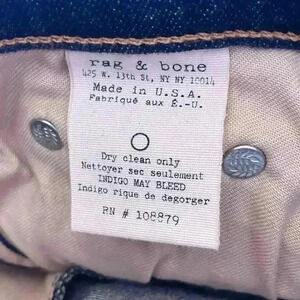 rag & bone
425 W. 13th St, NY NY 10014
Made in U.S.A.
Fabriqué aux É.-U.
Dry clean only
Nettoyer sec seulement
INDIGO MAY BLEED
Indigo rique de degorger
RN # 108879